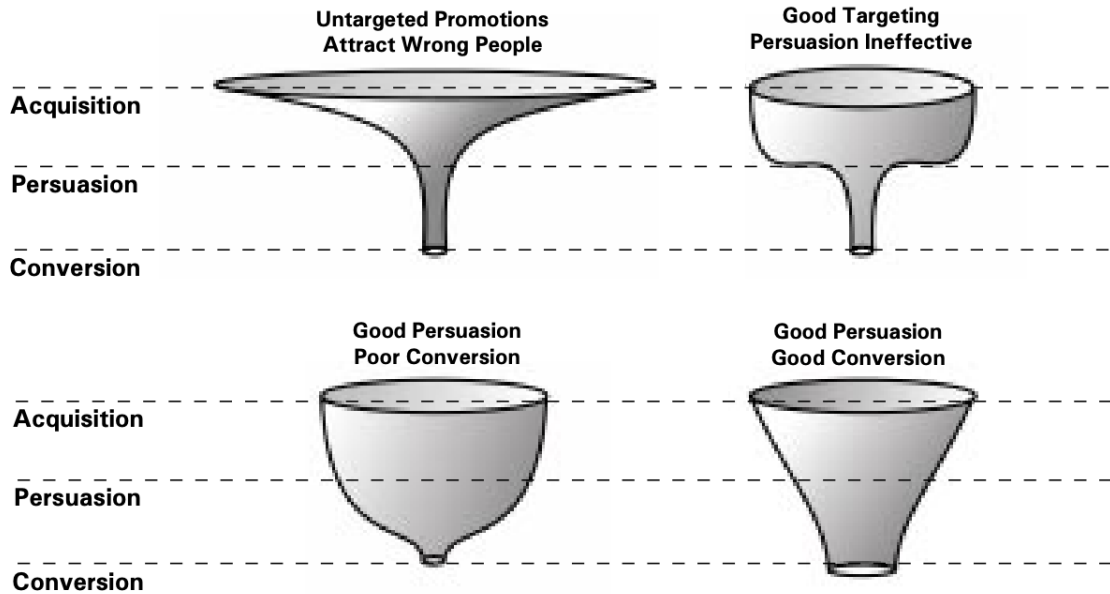 Untargeted Promotions
Attract Wrong People
Good Targeting
Persuasion Ineffective
Acquisition
Persuasion
Conversion
Good Persuasion
Poor Conversion
Good Persuasion
Good Conversion
Acquisition
Persuasion
Conversion